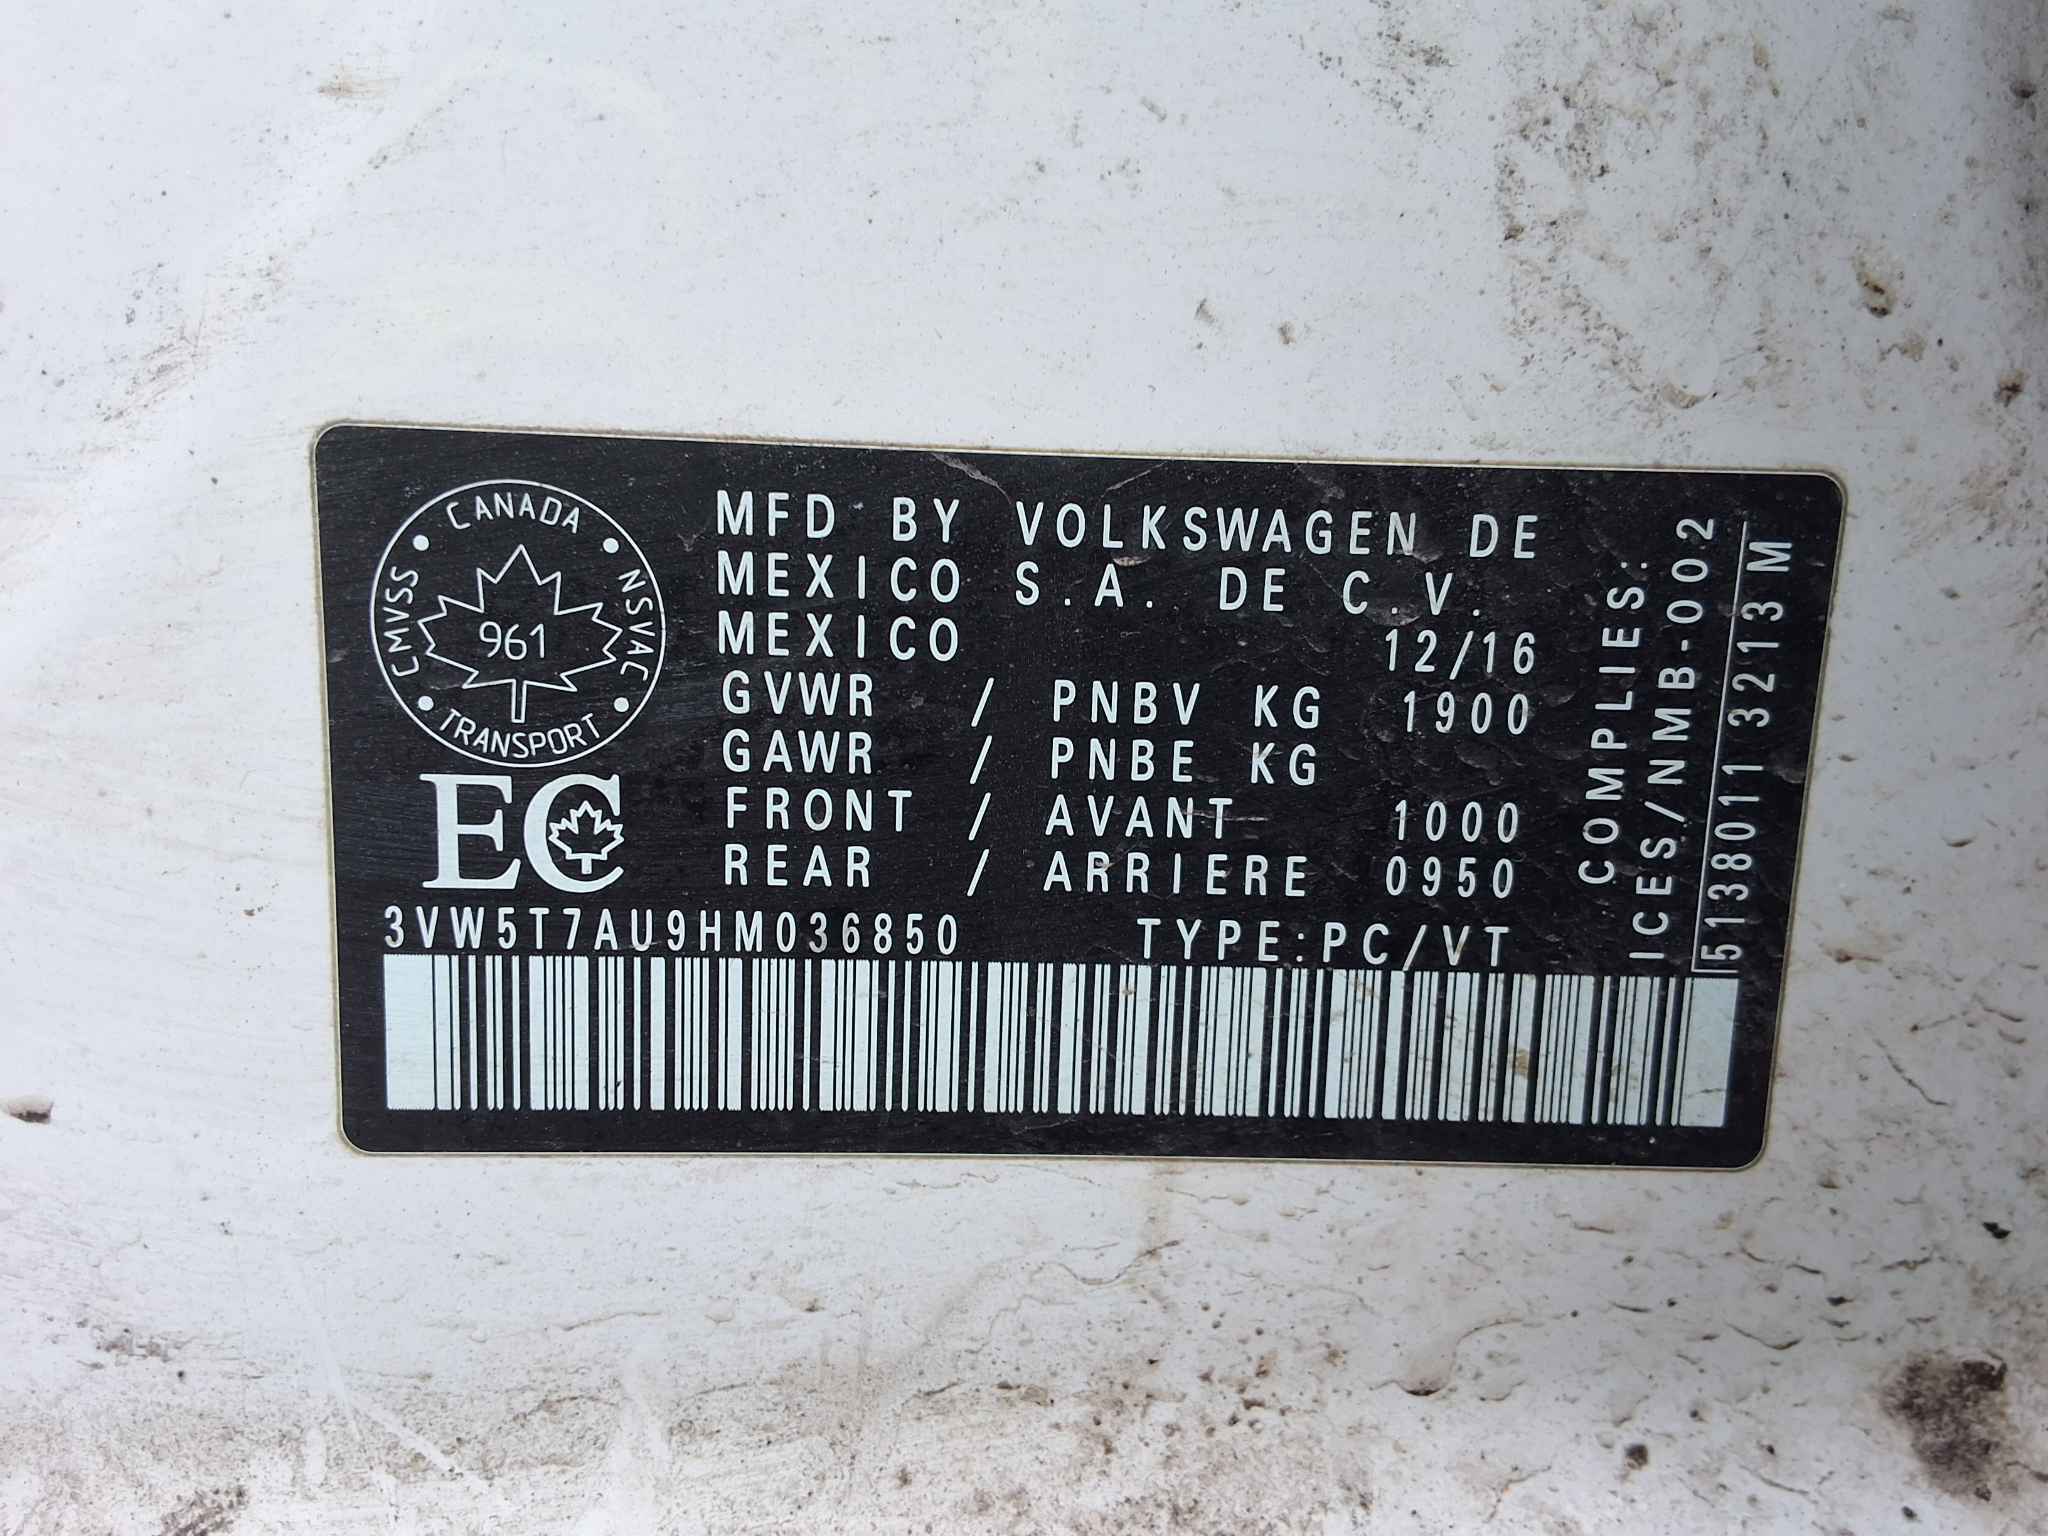 CANADA
CMVSS
961
NSVAC
TRANSPORT
EC
MFD BY VOLKSWAGEN DE
MEXICO S.A. DE C.V.
MEXICO 12/16
GVWR / PNBV KG 1900
GAWR / PNBE KG
FRONT / AVANT 1000
REAR / ARRIERE 0950
3VW5T7AU9HM036850 TYPE:PC/VT
COMPLIES:
ICES/NMB-002
5138011 3213 M